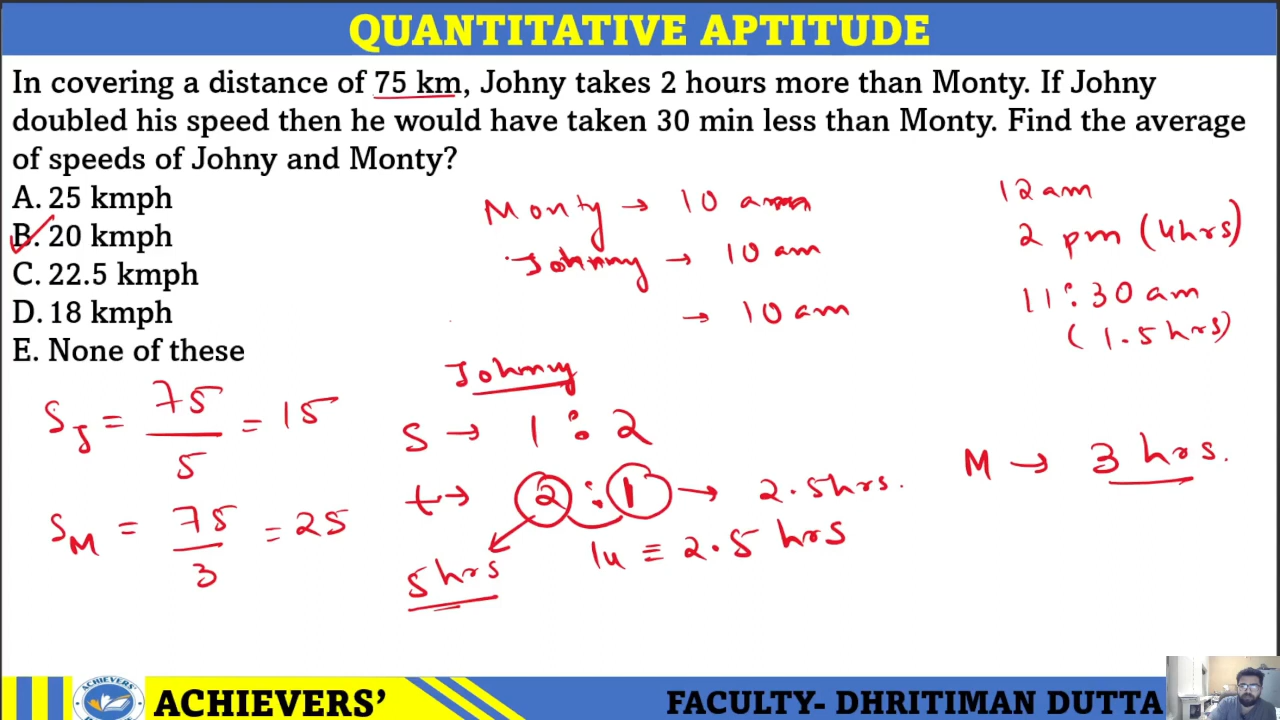 QUANTITATIVE APTITUDE
In covering a distance of 75 km, Johny takes 2 hours more than Monty. If Johny
doubled his speed then he would have taken 30 min less than Monty. Find the average
of speeds of Johny and Monty?
A. 25 kmph
B. 20 kmph
C. 22.5 kmph
D. 18 kmph
E. None of these
Monty → 10 am
Johnny → 10 am
→ 10 am
12 am
2 pm (4hrs)
11:30 am
(1.5 hrs)
Johnny
S → 1 : 2
t → 2 : 1 → 2.5hrs.
1u ≡ 2.5 hrs
5 hrs
M → 3 hrs.
SJ = 75/5 = 15
SM = 75/3 = 25
ACHIEVERS
ACHIEVERS’
FACULTY- DHRITIMAN DUTTA